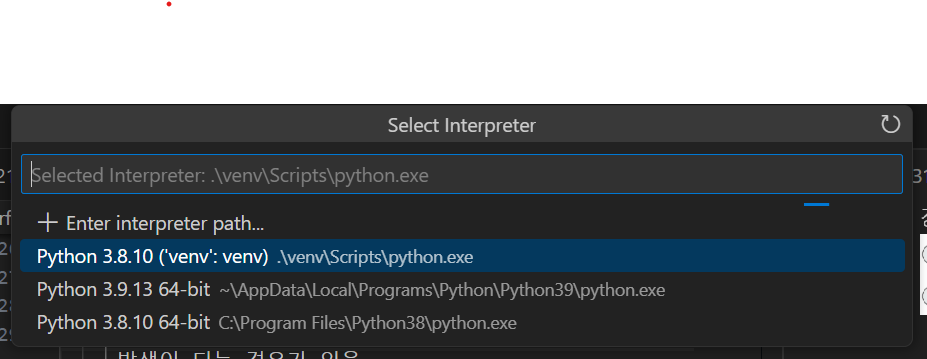 Select Interpreter
Selected Interpreter: .\venv\Scripts\python.exe
Enter interpreter path...
Python 3.8.10 ('venv': venv) .\venv\Scripts\python.exe
Python 3.9.13 64-bit ~\AppData\Local\Programs\Python\Python39\python.exe
Python 3.8.10 64-bit C:\Program Files\Python38\python.exe